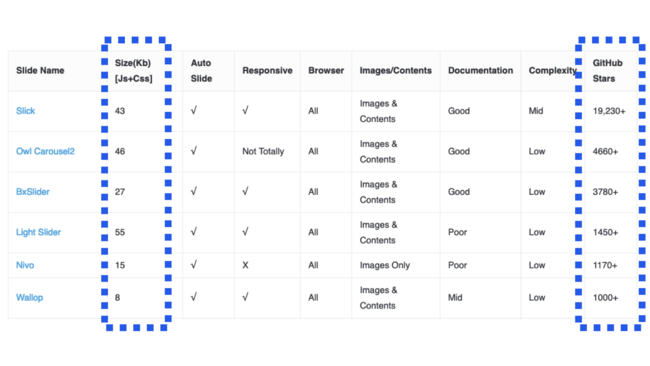 Slide Name Size(Kb) [Js+Css] Auto Slide Responsive Browser Images/Contents Documentation Complexity GitHub Stars
Slick 43 √ √ All Images & Contents Good Mid 19,230+
Owl Carousel2 46 √ Not Totally All Images & Contents Good Low 4660+
BxSlider 27 √ √ All Images & Contents Good Low 3780+
Light Slider 55 √ √ All Images & Contents Poor Low 1450+
Nivo 15 √ X All Images Only Poor Low 1170+
Wallop 8 √ √ All Images & Contents Mid Low 1000+